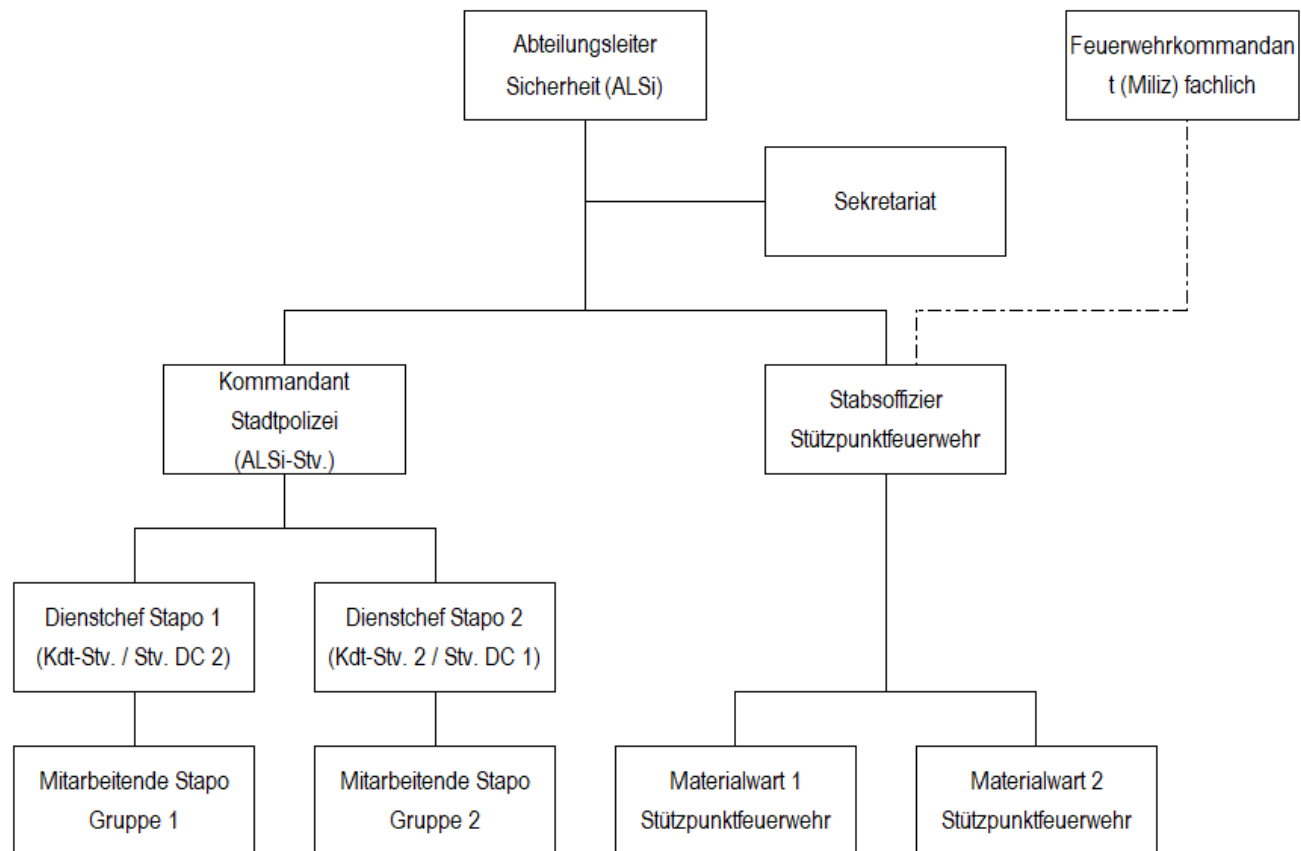 Abteilungsleiter
Sicherheit (ALSi)
Feuerwehrkommandan
t (Miliz) fachlich
Sekretariat
Kommandant
Stadtpolizei
(ALSi-Stv.)
Stabsoffizier
Stützpunktfeuerwehr
Dienstchef Stapo 1
(Kdt-Stv. / Stv. DC 2)
Dienstchef Stapo 2
(Kdt-Stv. 2 / Stv. DC 1)
Mitarbeitende Stapo
Gruppe 1
Mitarbeitende Stapo
Gruppe 2
Materialwart 1
Stützpunktfeuerwehr
Materialwart 2
Stützpunktfeuerwehr